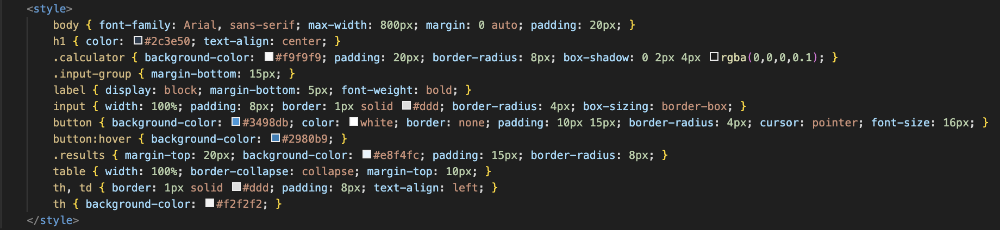 <style>
body { font-family: Arial, sans-serif; max-width: 800px; margin: 0 auto; padding: 20px; }
h1 { color: #2c3e50; text-align: center; }
.calculator { background-color: #f9f9f9; padding: 20px; border-radius: 8px; box-shadow: 0 2px 4px rgba(0,0,0,0.1); }
.input-group { margin-bottom: 15px; }
label { display: block; margin-bottom: 5px; font-weight: bold; }
input { width: 100%; padding: 8px; border: 1px solid #ddd; border-radius: 4px; box-sizing: border-box; }
button { background-color: #3498db; color: white; border: none; padding: 10px 15px; border-radius: 4px; cursor: pointer; font-size: 16px; }
button:hover { background-color: #2980b9; }
.results { margin-top: 20px; background-color: #e8f4fc; padding: 15px; border-radius: 8px; }
table { width: 100%; border-collapse: collapse; margin-top: 10px; }
th, td { border: 1px solid #ddd; padding: 8px; text-align: left; }
th { background-color: #f2f2f2; }
</style>